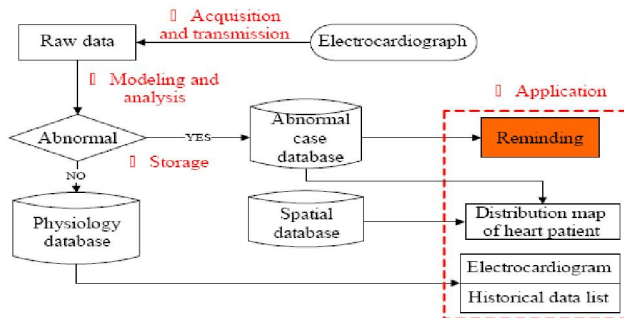 Acquisition
and transmission
Raw data
Electrocardiograph
Modeling and
analysis
Application
Abnormal
YES
Abnormal
case
database
Reminding
Storage
NO
Physiology
database
Spatial
database
Distribution map
of heart patient
Electrocardiogram
Historical data list